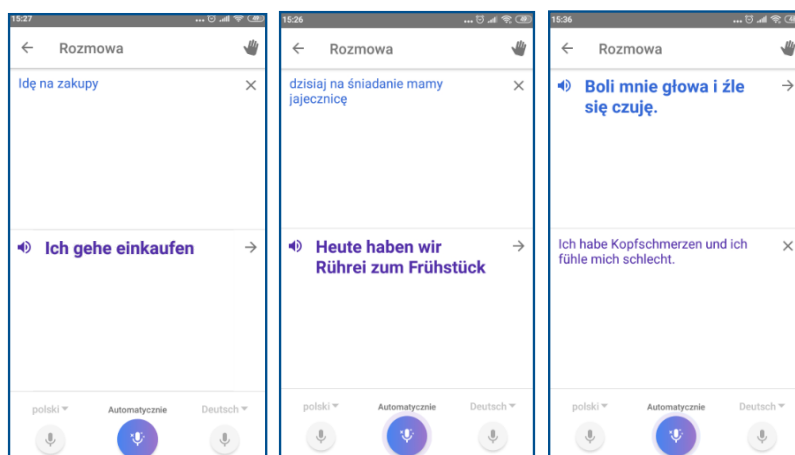 15:27
Rozmowa
Idę na zakupy
Ich gehe einkaufen
polski
Automatycznie
Deutsch
15:26
Rozmowa
dzisiaj na śniadanie mamy
jajecznicę
Heute haben wir
Rührei zum Frühstück
polski
Automatycznie
Deutsch
15:36
Rozmowa
Boli mnie głowa i źle
się czuję.
Ich habe Kopfschmerzen und ich
fühle mich schlecht.
polski
Automatycznie
Deutsch